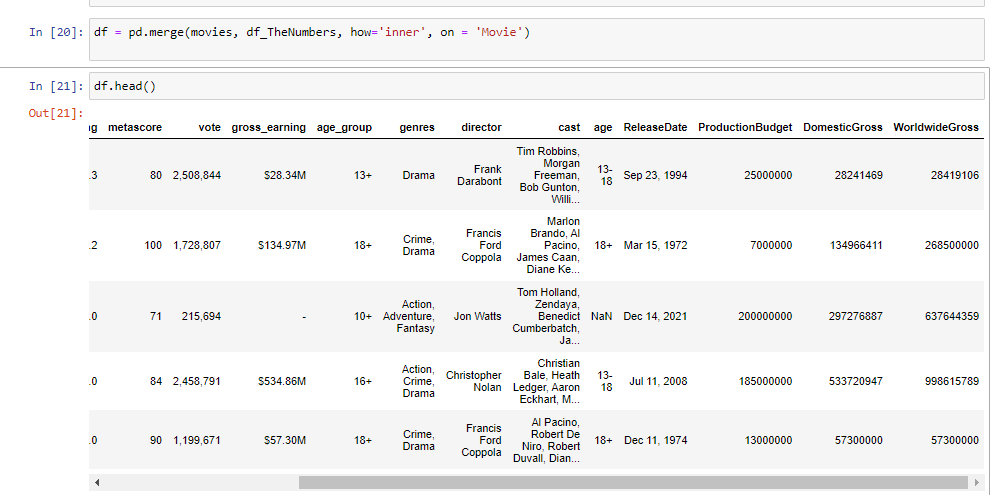 In [20]: df = pd.merge(movies, df_TheNumbers, how='inner', on = 'Movie')
In [21]: df.head()
Out[21]:
ıg metascore vote gross_earning age_group genres director cast age ReleaseDate ProductionBudget DomesticGross WorldwideGross
.3 80 2,508,844 $28.34M 13+ Drama Frank Darabont Tim Robbins, Morgan Freeman, Bob Gunton, Willi... 13-18 Sep 23, 1994 25000000 28241469 28419106
.2 100 1,728,807 $134.97M 18+ Crime, Drama Francis Ford Coppola Marlon Brando, Al Pacino, James Caan, Diane Ke... 18+ Mar 15, 1972 7000000 134966411 268500000
.0 71 215,694 - 10+ Action, Adventure, Fantasy Jon Watts Tom Holland, Zendaya, Benedict Cumberbatch, Ja... NaN Dec 14, 2021 200000000 297276887 637644359
.0 84 2,458,791 $534.86M 16+ Action, Crime, Drama Christopher Nolan Christian Bale, Heath Ledger, Aaron Eckhart, M... 13-18 Jul 11, 2008 185000000 533720947 998615789
.0 90 1,199,671 $57.30M 18+ Crime, Drama Francis Ford Coppola Al Pacino, Robert De Niro, Robert Duvall, Dian... 18+ Dec 11, 1974 13000000 57300000 57300000